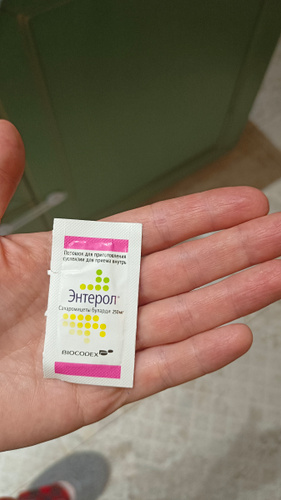 Порошок для приготовления
суспензии для приема внутрь
Энтерол®
Сахаромицеты буларди 250мг
BIOCODEX